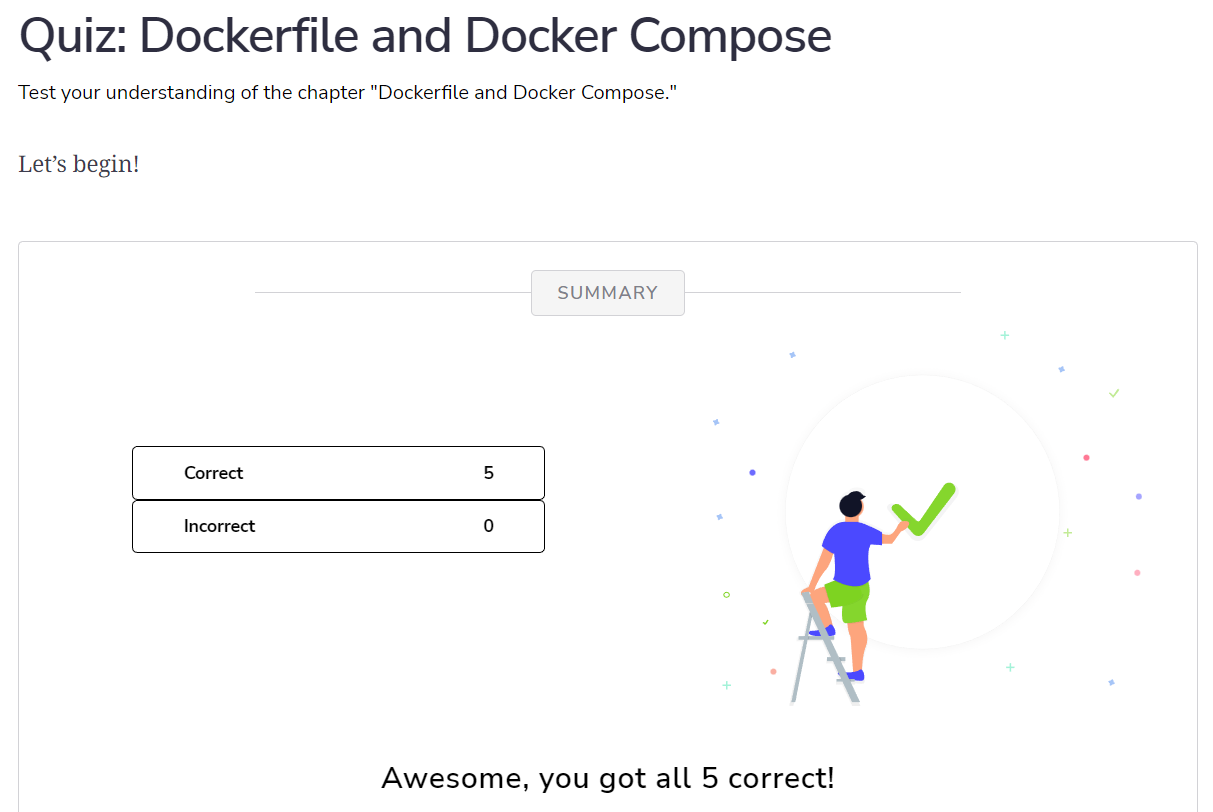 Quiz: Dockerfile and Docker Compose
Test your understanding of the chapter "Dockerfile and Docker Compose."
Let’s begin!
SUMMARY
Correct 5
Incorrect 0
Awesome, you got all 5 correct!